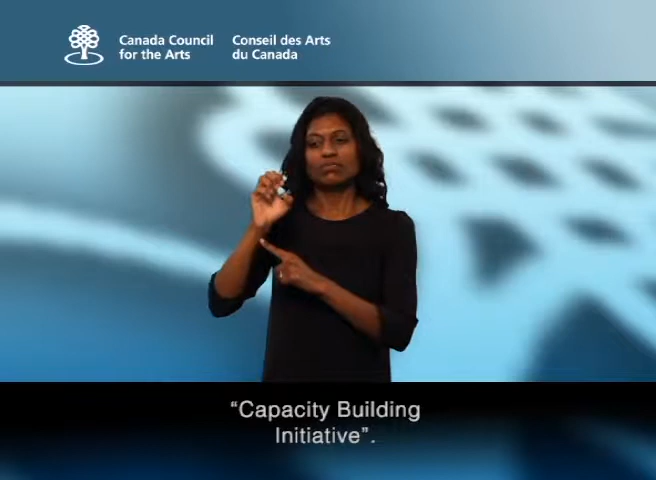 Canada Council Conseil des Arts
for the Arts du Canada
“Capacity Building
Initiative”.